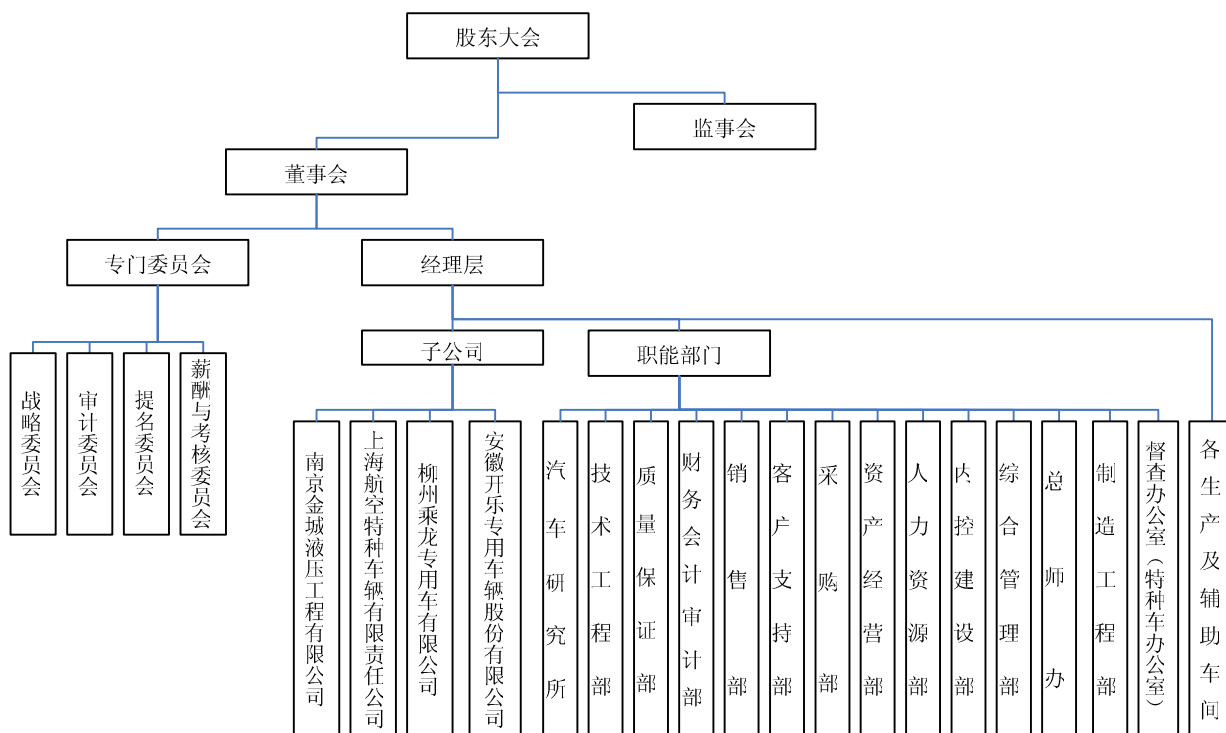 股东大会
监事会
董事会
专门委员会
经理层
子公司
职能部门
战略委员会
审计委员会
提名委员会
薪酬与考核委员会
南京金城液压工程有限公司
上海航空特种车辆有限责任公司
柳州乘龙专用车有限公司
安徽开乐专用车辆股份有限公司
汽车研究所
技术工程部
质量保证部
财务会计审计部
销售部
客户支持部
采购部
资产经营部
人力资源部
内控建设部
综合管理部
总师办
制造工程部
督查办公室（特种车办公室）
各生产及辅助车间